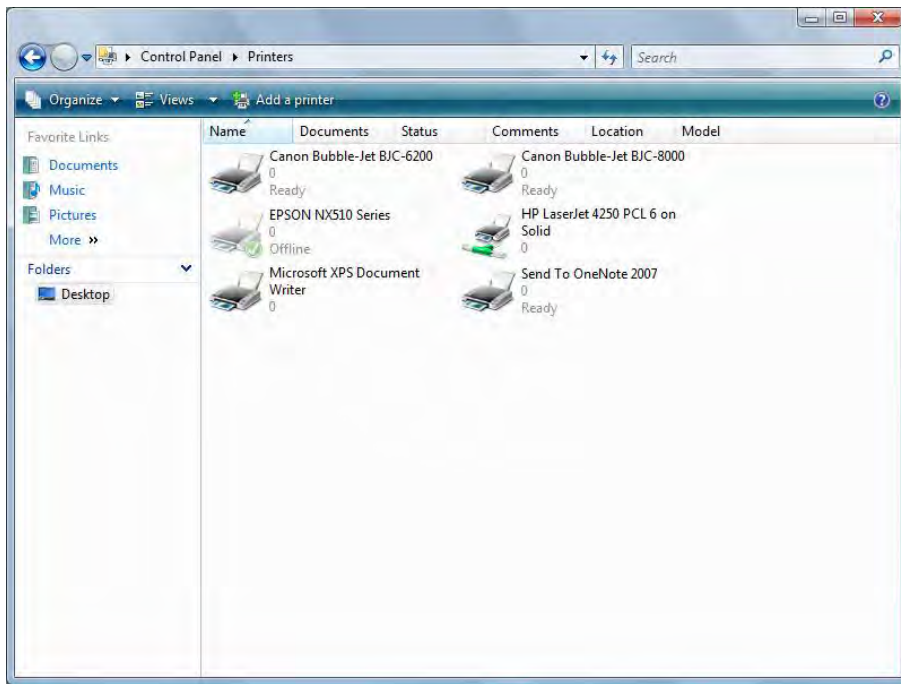 Control Panel Printers
Search
Organize Views Add a printer
Favorite Links
Documents
Music
Pictures
More »
Folders
Desktop
Name Documents Status Comments Location Model
Canon Bubble-Jet BJC-6200
0
Ready
Canon Bubble-Jet BJC-8000
0
Ready
EPSON NX510 Series
0
Offline
HP LaserJet 4250 PCL 6 on
Solid
0
Microsoft XPS Document
Writer
0
Send To OneNote 2007
0
Ready